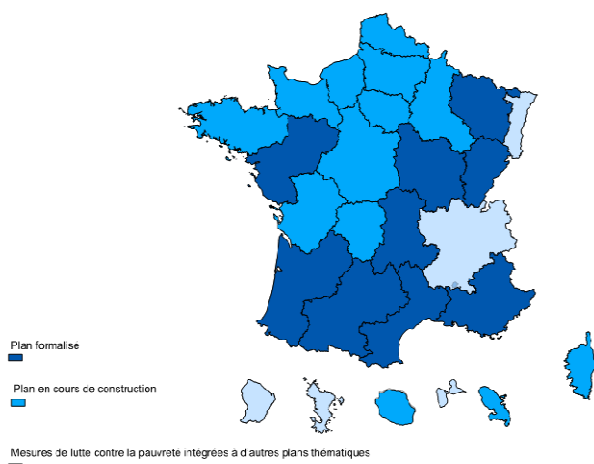 Plan formalisé
Plan en cours de construction
Mesures de lutte contre la pauvreté intégrées à d'autres plans thématiques